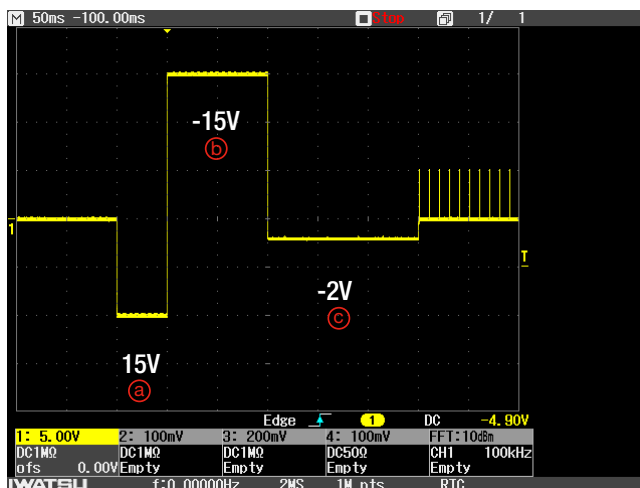 M 50ms -100.00ms Stop 1/ 1
-15V
ⓑ
1
T
-2V
ⓒ
15V
ⓐ
Edge 1 DC -4.90V
1: 5.00V 2: 100mV 3: 200mV 4: 100mV FFT:10dBm
DC1MΩ DC1MΩ DC1MΩ DC50Ω CH1 100kHz
ofs 0.00V Empty Empty Empty Empty
IWATSU f:0.00000Hz 2MS 1M pts RTC